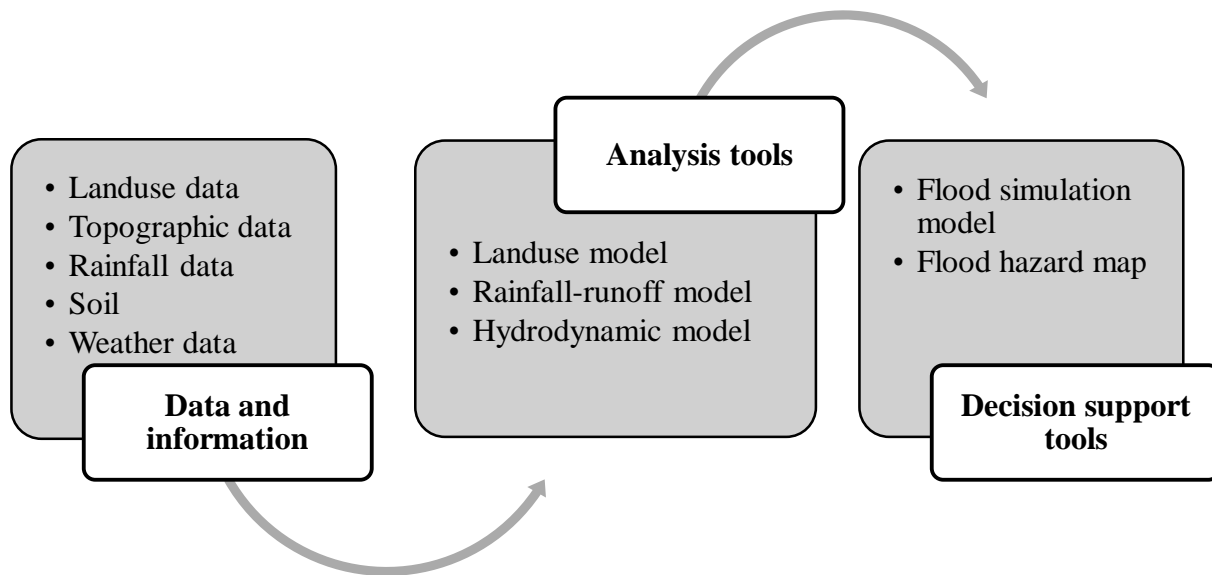 • Landuse data
• Topographic data
• Rainfall data
• Soil
• Weather data
Data and
information
Analysis tools
• Landuse model
• Rainfall-runoff model
• Hydrodynamic model
• Flood simulation
model
• Flood hazard map
Decision support
tools